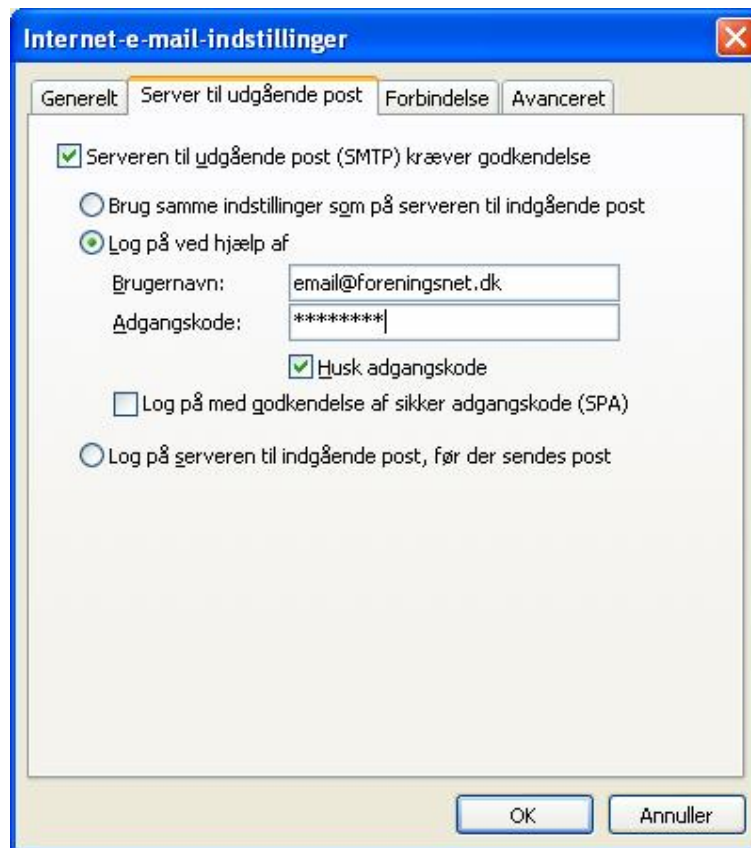 Internet-e-mail-indstillinger
Generelt Server til udgående post Forbindelse Avanceret
Serveren til udgående post (SMTP) kræver godkendelse
Brug samme indstillinger som på serveren til indgående post
Log på ved hjælp af
Brugernavn: email@foreningsnet.dk
Adgangskode: ********
Husk adgangskode
Log på med godkendelse af sikker adgangskode (SPA)
Log på serveren til indgående post, før der sendes post
OK Annuller